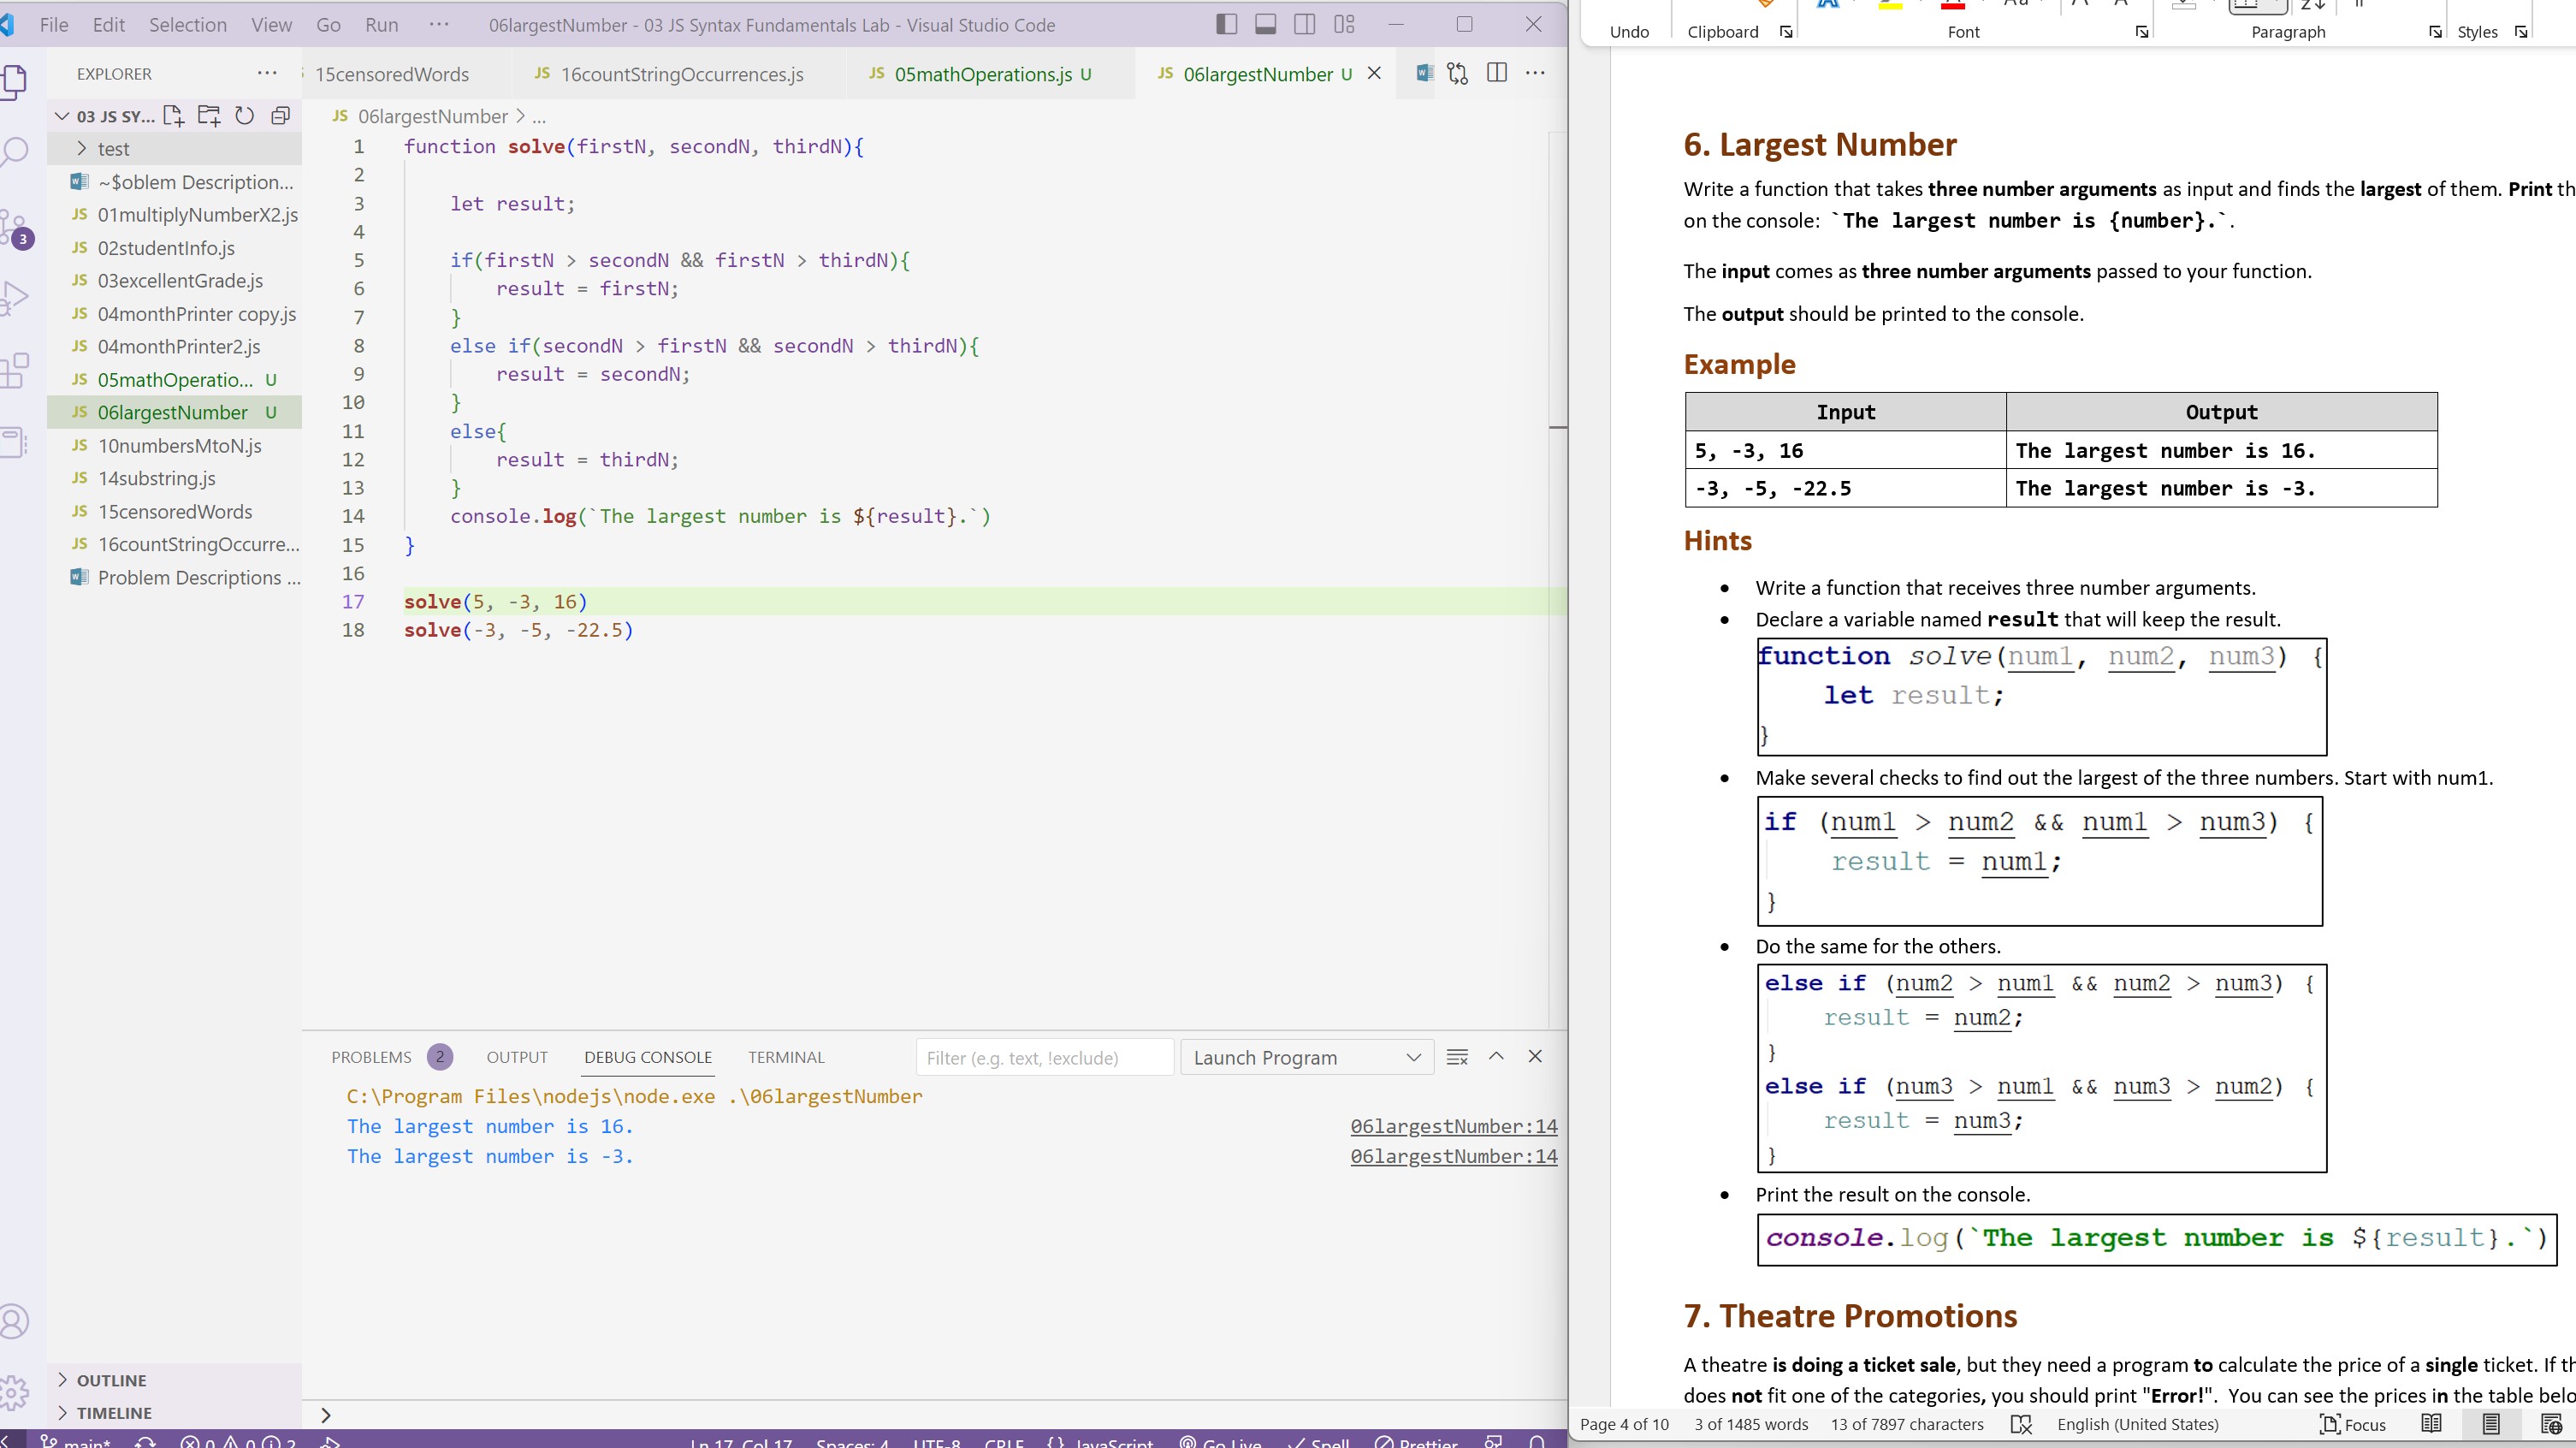 File Edit Selection View Go Run ··· 06largestNumber - 03 JS Syntax Fundamentals Lab - Visual Studio Code
EXPLORER ···
03 JS SY...
test
~$oblem Description...
JS 01multiplyNumberX2.js
JS 02studentInfo.js
JS 03excellentGrade.js
JS 04monthPrinter copy.js
JS 04monthPrinter2.js
JS 05mathOperatio... U
JS 06largestNumber U
JS 10numbersMtoN.js
JS 14substring.js
JS 15censoredWords
JS 16countStringOccurre...
Problem Descriptions ...
3
OUTLINE
TIMELINE
15censoredWords JS 16countStringOccurrences.js JS 05mathOperations.js U JS 06largestNumber U
JS 06largestNumber > ...
1 function solve(firstN, secondN, thirdN){
2
3 let result;
4
5 if(firstN > secondN && firstN > thirdN){
6 result = firstN;
7 }
8 else if(secondN > firstN && secondN > thirdN){
9 result = secondN;
10 }
11 else{
12 result = thirdN;
13 }
14 console.log(`The largest number is ${result}.`)
15 }
16
17 solve(5, -3, 16)
18 solve(-3, -5, -22.5)
PROBLEMS 2 OUTPUT DEBUG CONSOLE TERMINAL Filter (e.g. text, !exclude) Launch Program
C:\Program Files\nodejs\node.exe .\06largestNumber
The largest number is 16. 06largestNumber:14
The largest number is -3. 06largestNumber:14
>
main* 0 0 2 Ln 17, Col 17 Spaces: 4 UTF-8 CRLF {} JavaScript Go Live Spell Prettier
Undo Clipboard Font Paragraph Styles
6. Largest Number
Write a function that takes three number arguments as input and finds the largest of them. Print th
on the console: `The largest number is {number}.`.
The input comes as three number arguments passed to your function.
The output should be printed to the console.
Example
Input Output
5, -3, 16 The largest number is 16.
-3, -5, -22.5 The largest number is -3.
Hints
• Write a function that receives three number arguments.
• Declare a variable named result that will keep the result.
function solve(num1, num2, num3) {
let result;
}
• Make several checks to find out the largest of the three numbers. Start with num1.
if (num1 > num2 && num1 > num3) {
result = num1;
}
• Do the same for the others.
else if (num2 > num1 && num2 > num3) {
result = num2;
}
else if (num3 > num1 && num3 > num2) {
result = num3;
}
• Print the result on the console.
console.log(`The largest number is ${result}.`)
7. Theatre Promotions
A theatre is doing a ticket sale, but they need a program to calculate the price of a single ticket. If th
does not fit one of the categories, you should print "Error!". You can see the prices in the table belo
Page 4 of 10 3 of 1485 words 13 of 7897 characters English (United States) Focus